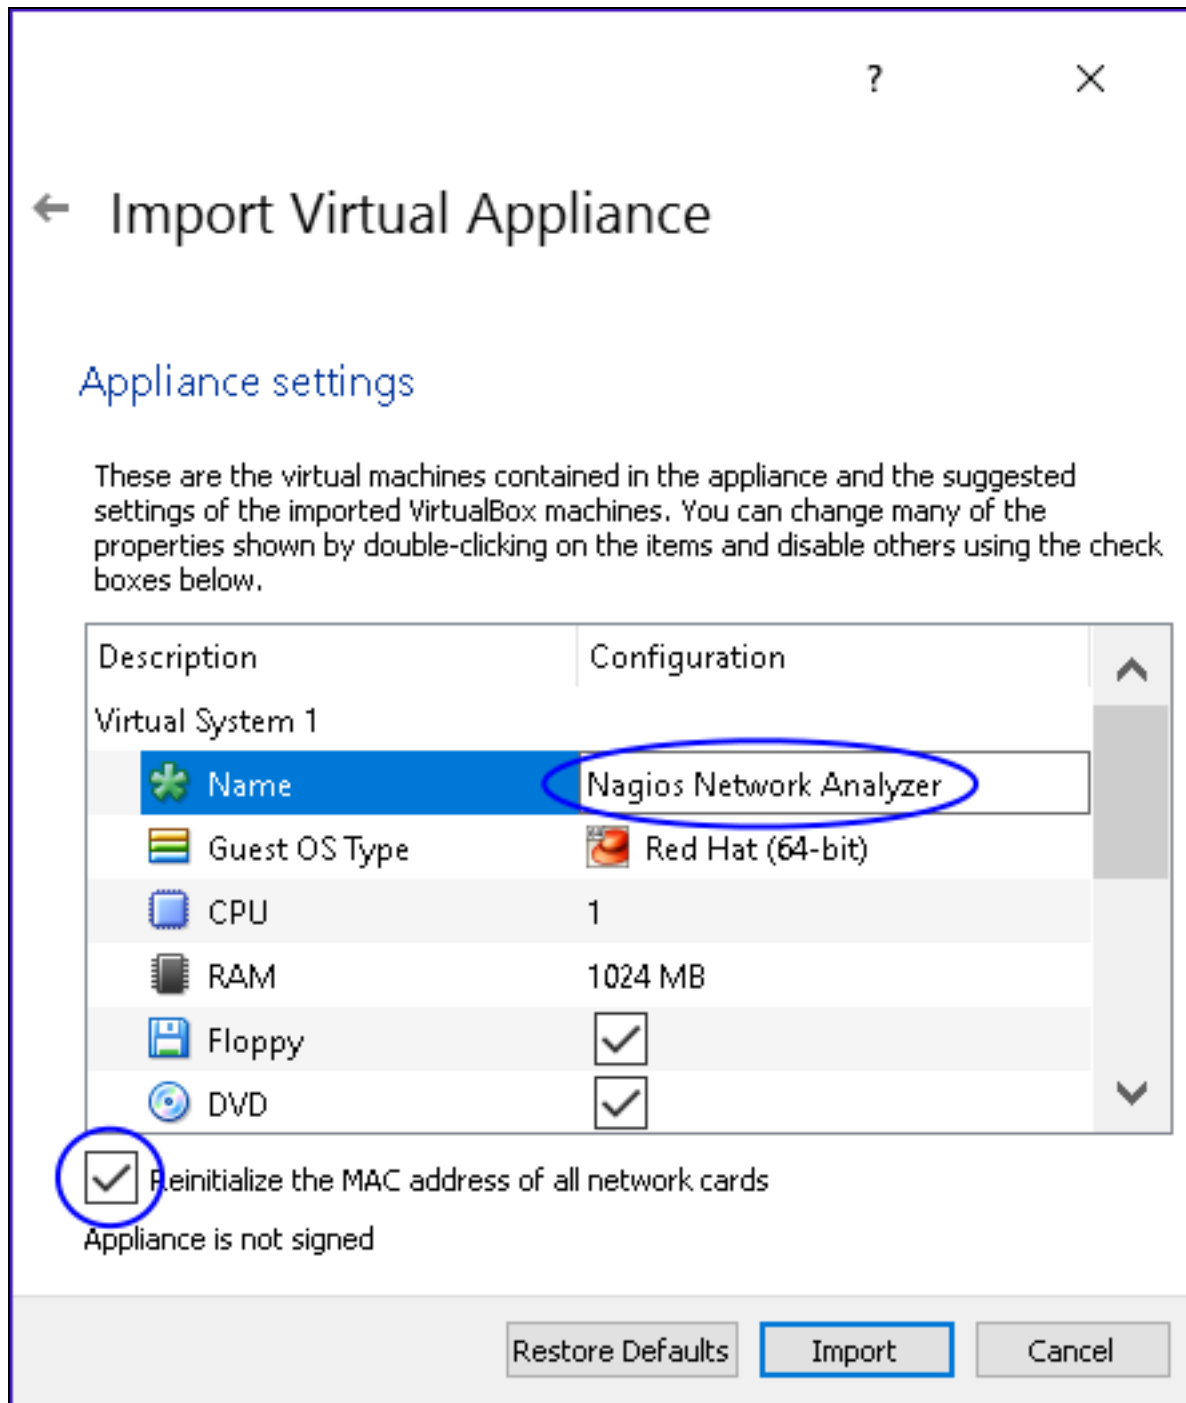 ?
Import Virtual Appliance
Appliance settings
These are the virtual machines contained in the appliance and the suggested
settings of the imported VirtualBox machines. You can change many of the
properties shown by double-clicking on the items and disable others using the check
boxes below.
Description Configuration
Virtual System 1
Name Nagios Network Analyzer
Guest OS Type Red Hat (64-bit)
CPU 1
RAM 1024 MB
Floppy
DVD
Reinitialize the MAC address of all network cards
Appliance is not signed
Restore Defaults Import Cancel